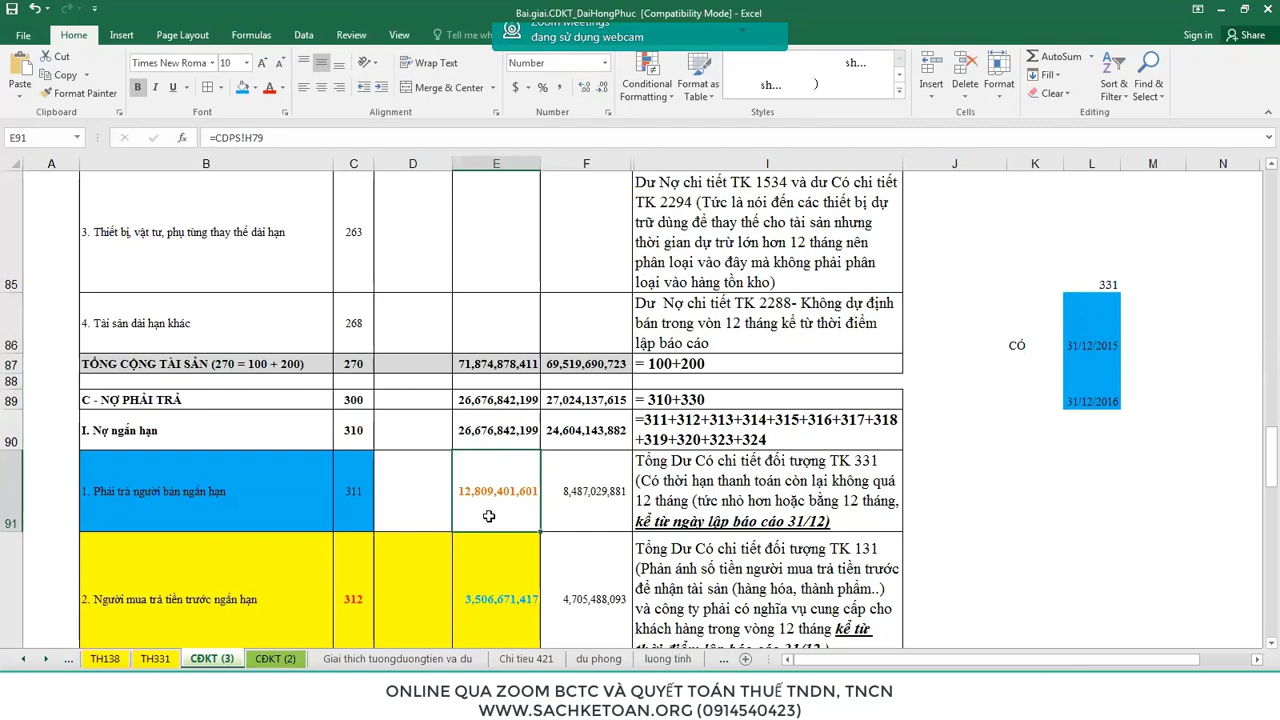 Bai.giai.CDKT_DaiHongPhuc [Compatibility Mode] - Excel
Zoom Meetings
đang sử dụng webcam
File Home Insert Page Layout Formulas Data Review View Tell me Sign in Share
Paste
Cut
Copy
Format Painter
Clipboard
Times New Roma 10
B I U
Font
Wrap Text
Merge & Center
Alignment
Number
$ % ,
Number
Conditional Formatting
Format as Table
sh...
sh... )
Styles
Insert Delete Format
Cells
AutoSum
Fill
Clear
Sort & Filter
Find & Select
Editing
E91 fx =CDPS!H79
A B C D E F I J K L M N
85 3. Thiết bị, vật tư, phụ tùng thay thế dài hạn 263
Dư Nợ chi tiết TK 1534 và dư Có chi tiết
TK 2294 (Tức là nói đến các thiết bị dự
trữ dùng để thay thế cho tài sản nhưng
thời gian dự trừ lớn hơn 12 tháng nên
phân loại vào đây mà không phải phân
loại vào hàng tồn kho)
331
86 4. Tài sản dài hạn khác 268
Dư Nợ chi tiết TK 2288- Không dự định
bán trong vòn 12 tháng kể từ thời điểm
lập báo cáo
CÓ 31/12/2015
87 TỔNG CỘNG TÀI SẢN (270 = 100 + 200) 270 71,874,878,411 69,519,690,723 = 100+200
88
89 C - NỢ PHẢI TRẢ 300 26,676,842,199 27,024,137,615 = 310+330
31/12/2016
90 I. Nợ ngắn hạn 310 26,676,842,199 24,604,143,882
=311+312+313+314+315+316+317+318
+319+320+323+324
91 1. Phải trả người bán ngắn hạn 311 12,809,401,601 8,487,029,881
Tổng Dư Có chi tiết đối tượng TK 331
(Có thời hạn thanh toán còn lại không quá
12 tháng (tức nhỏ hơn hoặc bằng 12 tháng,
kể từ ngày lập báo cáo 31/12)
2. Người mua trả tiền trước ngắn hạn 312 3,506,671,417 4,705,488,093
Tổng Dư Có chi tiết đối tượng TK 131
(Phản ánh số tiền người mua trả tiền trước
để nhận tài sản (hàng hóa, thành phẩm..)
và công ty phải có nghĩa vụ cung cấp cho
khách hàng trong vòng 12 tháng kể từ
thời điểm lập báo cáo 31/12)
... TH138 TH331 CĐKT (3) CĐKT (2) Giai thich tuongduongtien va du Chi tieu 421 du phong luong tinh ...
ONLINE QUA ZOOM BCTC VÀ QUYẾT TOÁN THUẾ TNDN, TNCN
WWW.SACHKETOAN.ORG (0914540423)